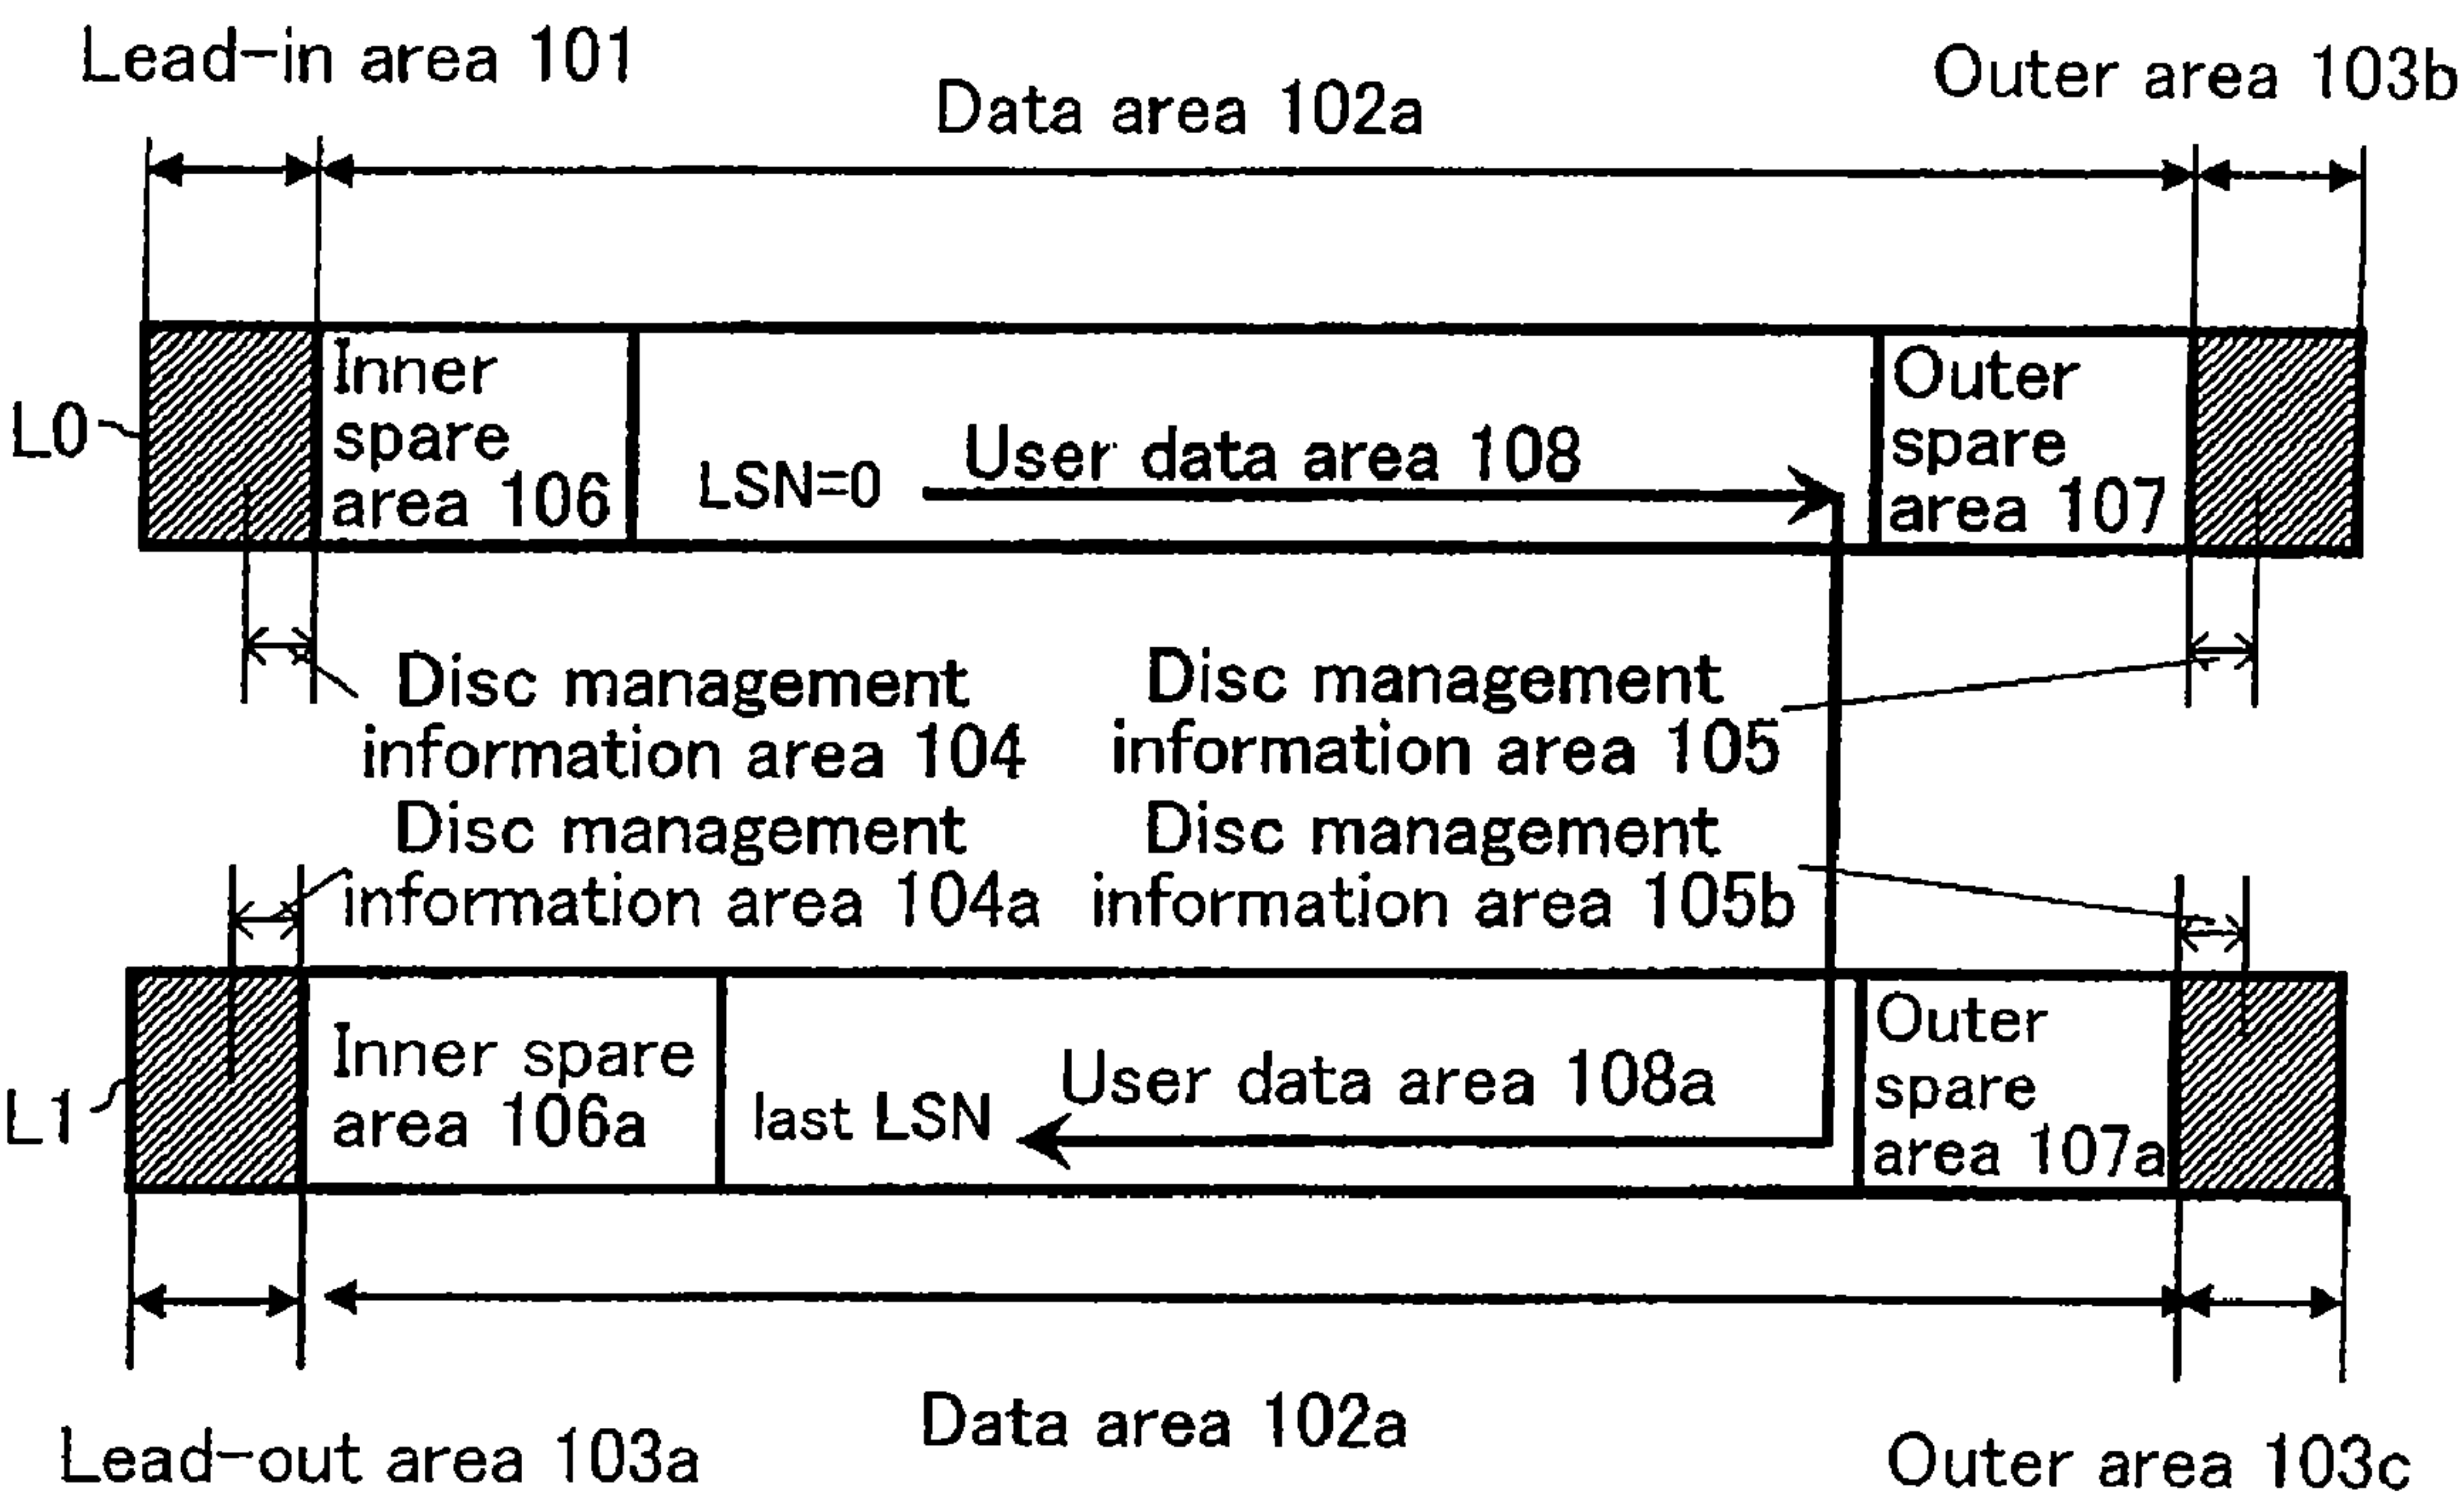 Lead-in area 101
Data area 102a
Outer area 103b
L0
Inner
spare
area 106
LSN=0
User data area 108
Outer
spare
area 107
Disc management
information area 104
Disc management
information area 105
Disc management
information area 104a
Disc management
information area 105b
L1
Inner spare
area 106a
last LSN
User data area 108a
Outer
spare
area 107a
Lead-out area 103a
Data area 102a
Outer area 103c